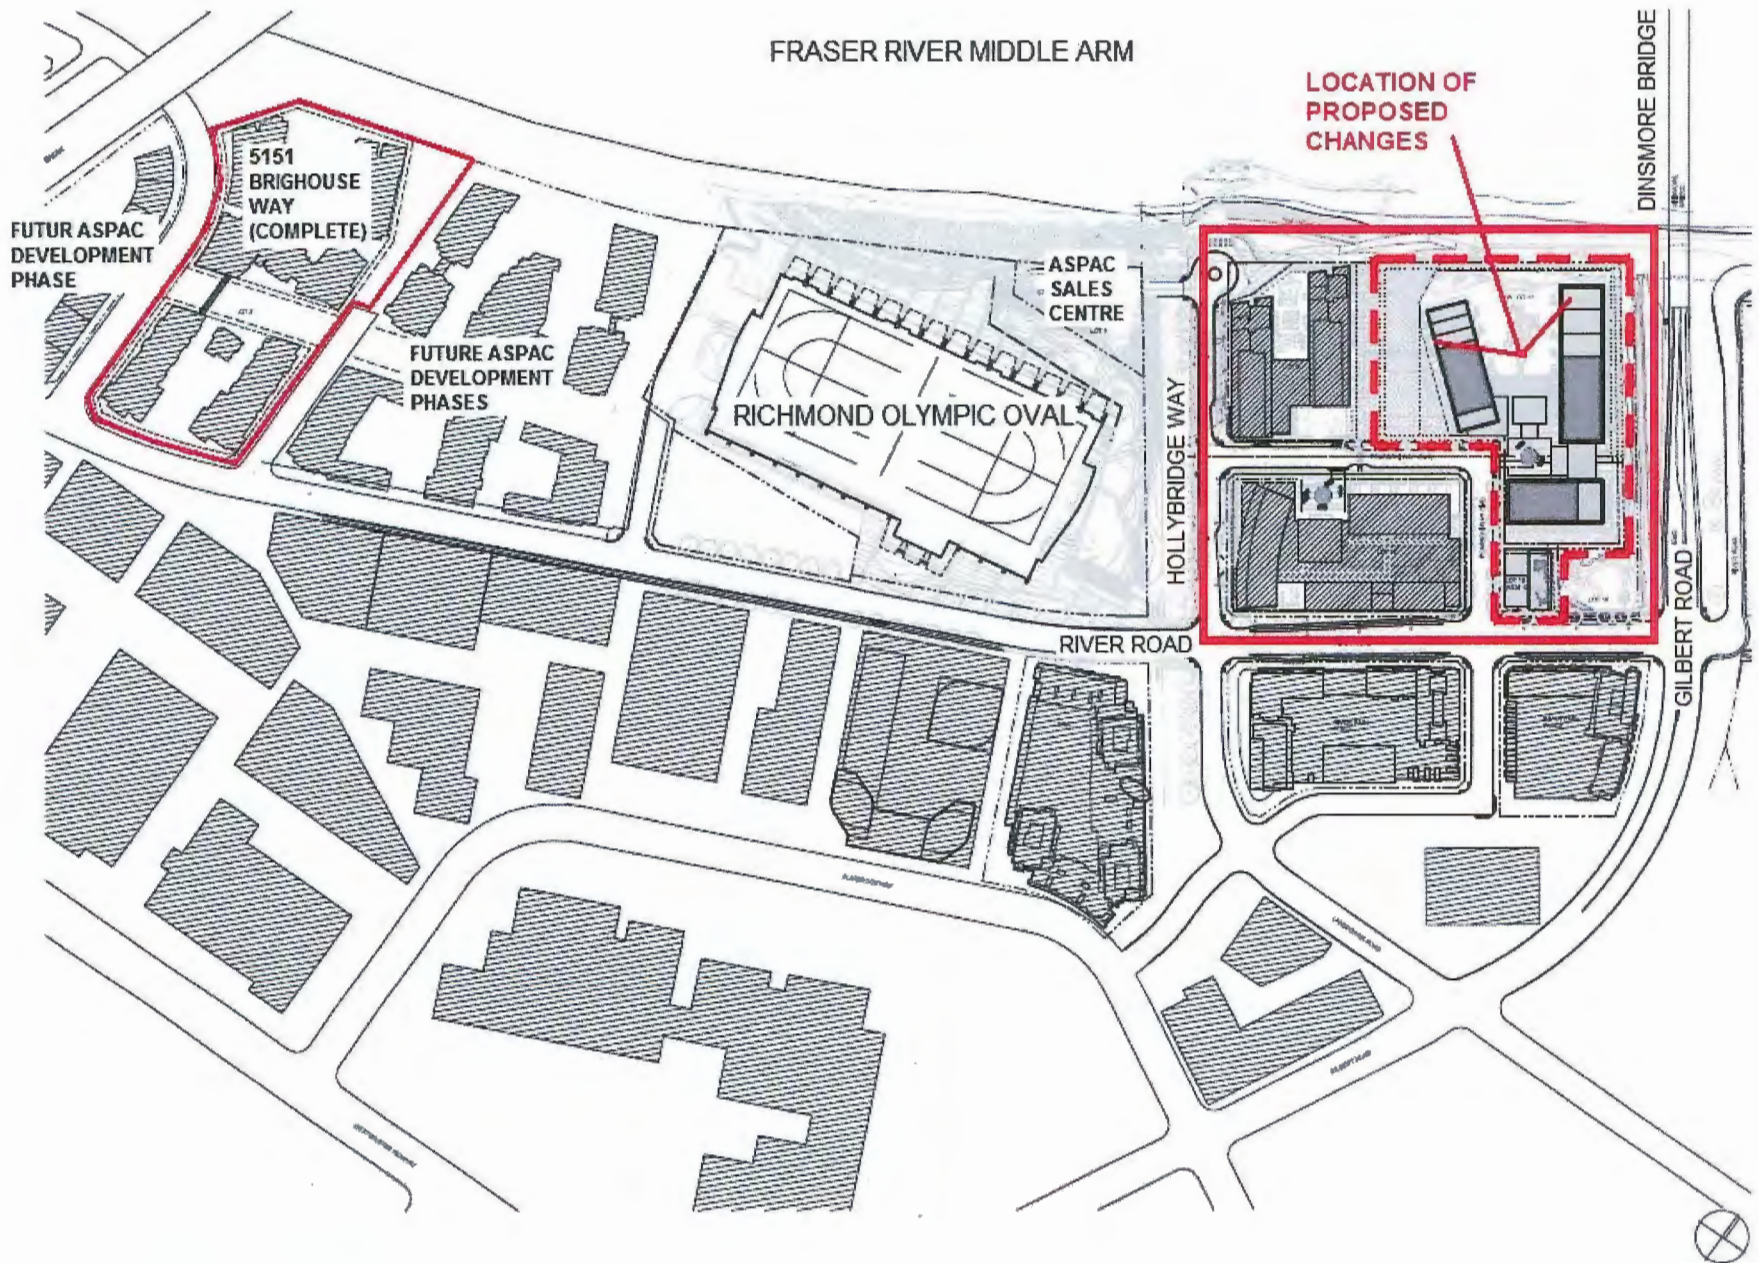 FRASER RIVER MIDDLE ARM
DINSMORE BRIDGE
LOCATION OF
PROPOSED
CHANGES
5151
BRIGHOUSE
WAY
(COMPLETE)
FUTUR ASPAC
DEVELOPMENT
PHASE
ASPAC
SALES
CENTRE
FUTURE ASPAC
DEVELOPMENT
PHASES
RICHMOND OLYMPIC OVAL
HOLLYBRIDGE WAY
RIVER ROAD
GILBERT ROAD